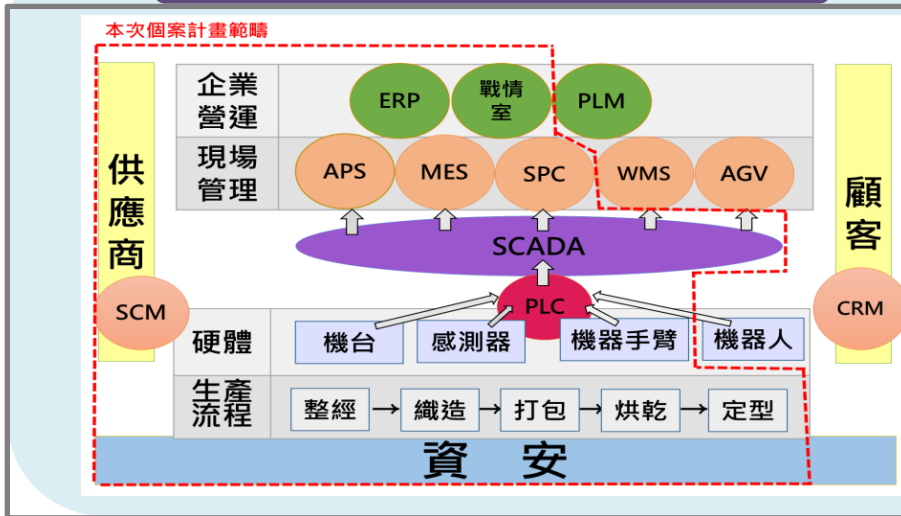 本次個案計畫範疇
供應商
SCM
企業
營運
ERP
戰情
室
PLM
現場
管理
APS
MES
SPC
WMS
AGV
SCADA
PLC
硬體
機台
感測器
機器手臂
機器人
生產
流程
整經
織造
打包
烘乾
定型
顧客
CRM
資 安